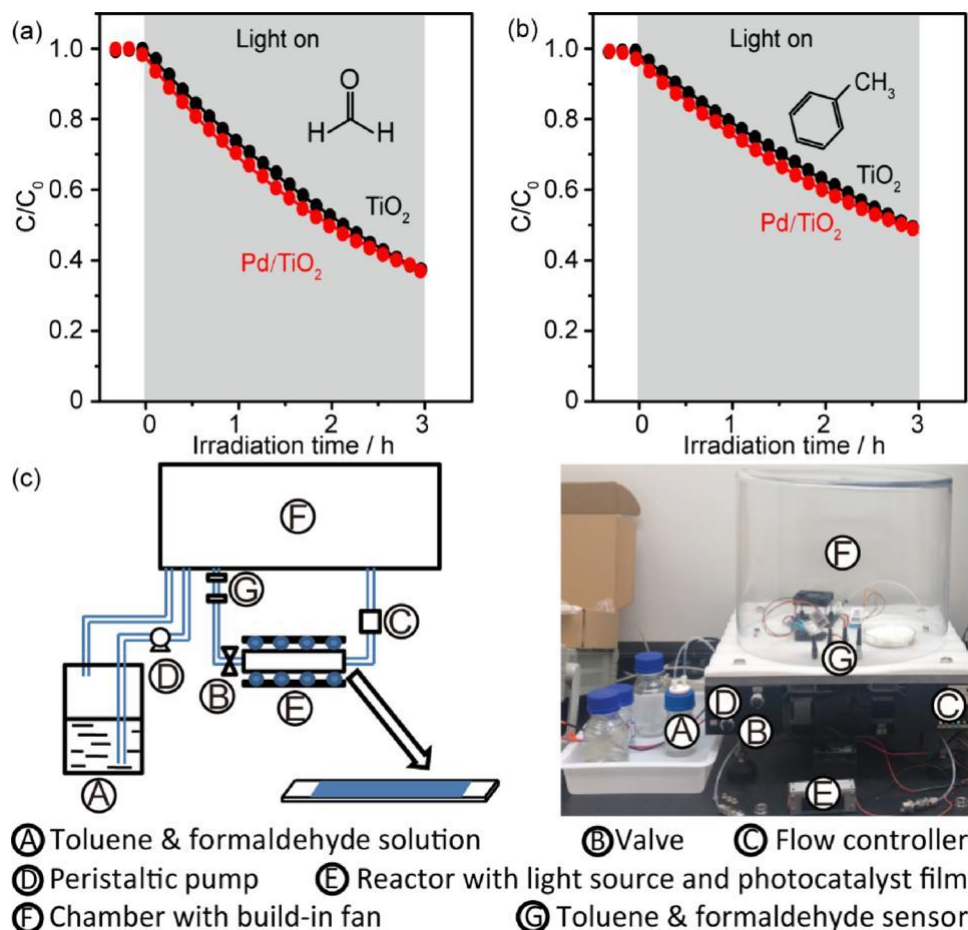 (a)
Light on
O
H H
TiO₂
Pd/TiO₂
C/C₀
1.0
0.8
0.6
0.4
0.2
0
0 1 2 3
Irradiation time / h
(b)
Light on
CH₃
TiO₂
Pd/TiO₂
C/C₀
1.0
0.8
0.6
0.4
0.2
0
0 1 2 3
Irradiation time / h
(c)
F
G
C
D
B
E
A
F
G
D
A
B
C
E
Ⓐ Toluene & formaldehyde solution Ⓑ Valve Ⓒ Flow controller
Ⓓ Peristaltic pump Ⓔ Reactor with light source and photocatalyst film
Ⓕ Chamber with build-in fan Ⓖ Toluene & formaldehyde sensor